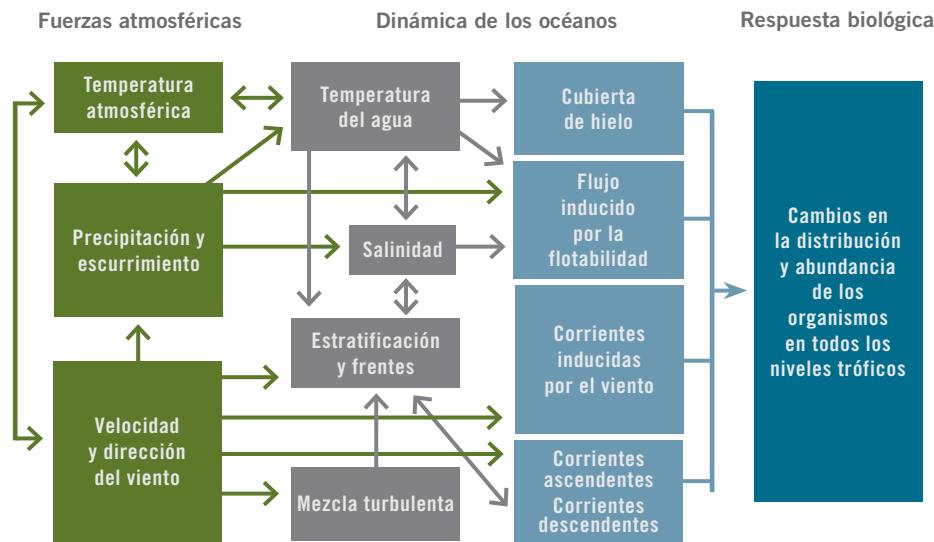 Fuerzas atmosféricas
Dinámica de los océanos
Respuesta biológica
Temperatura
atmosférica
Precipitación y
escurrimiento
Velocidad
y dirección
del viento
Temperatura
del agua
Salinidad
Estratificación
y frentes
Mezcla turbulenta
Cubierta
de hielo
Flujo
inducido
por la
flotabilidad
Corrientes
inducidas
por el viento
Corrientes
ascendentes
Corrientes
descendentes
Cambios en
la distribución
y abundancia
de los
organismos
en todos los
niveles tróficos